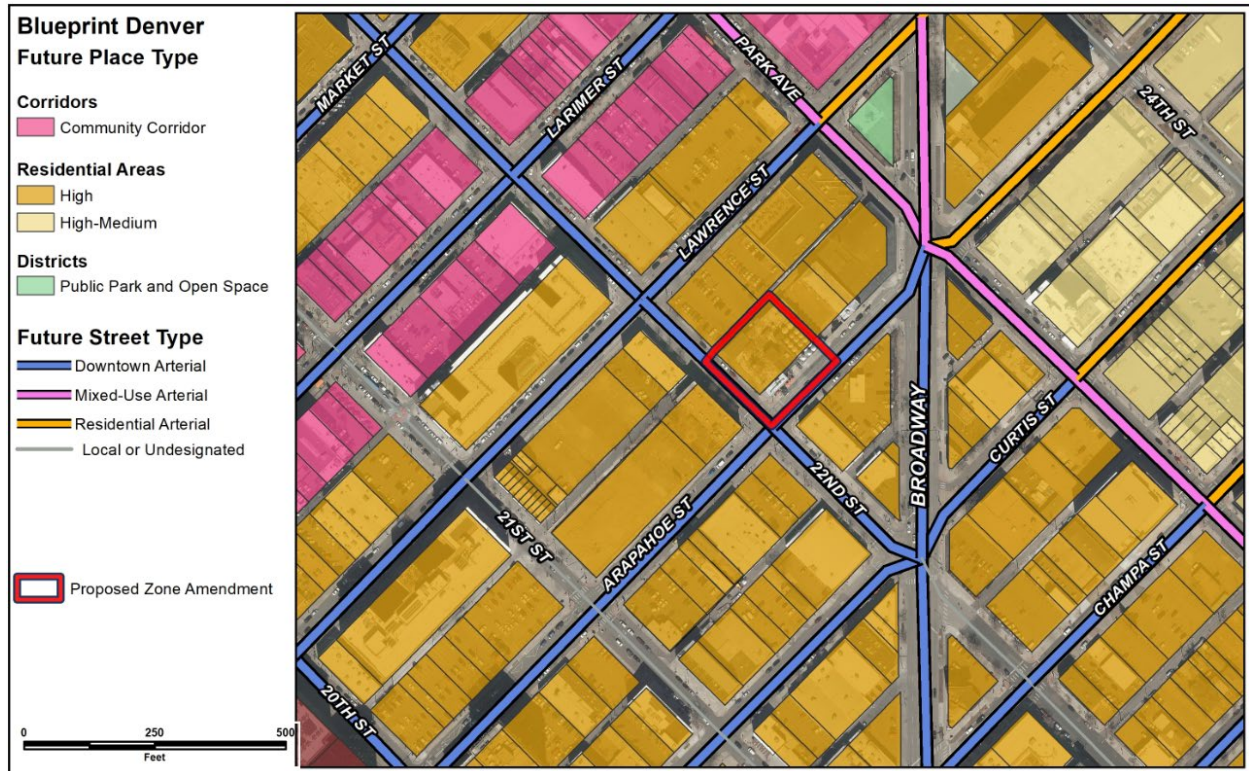 Blueprint Denver
Future Place Type
Corridors
Community Corridor
Residential Areas
High
High-Medium
Districts
Public Park and Open Space
Future Street Type
Downtown Arterial
Mixed-Use Arterial
Residential Arterial
Local or Undesignated
Proposed Zone Amendment
0 250 500
Feet
MARKET ST
LARIMER ST
PARK AVE
24TH ST
LAWRENCE ST
BROADWAY
CURTIS ST
22ND ST
21ST ST
ARAPAHOE ST
CHAMPA ST
20TH ST